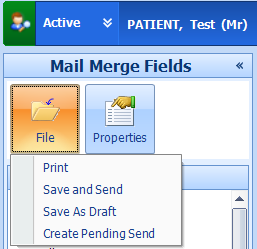 Active PATIENT, Test (Mr)
Mail Merge Fields
File Properties
Print
Save and Send
Save As Draft
Create Pending Send